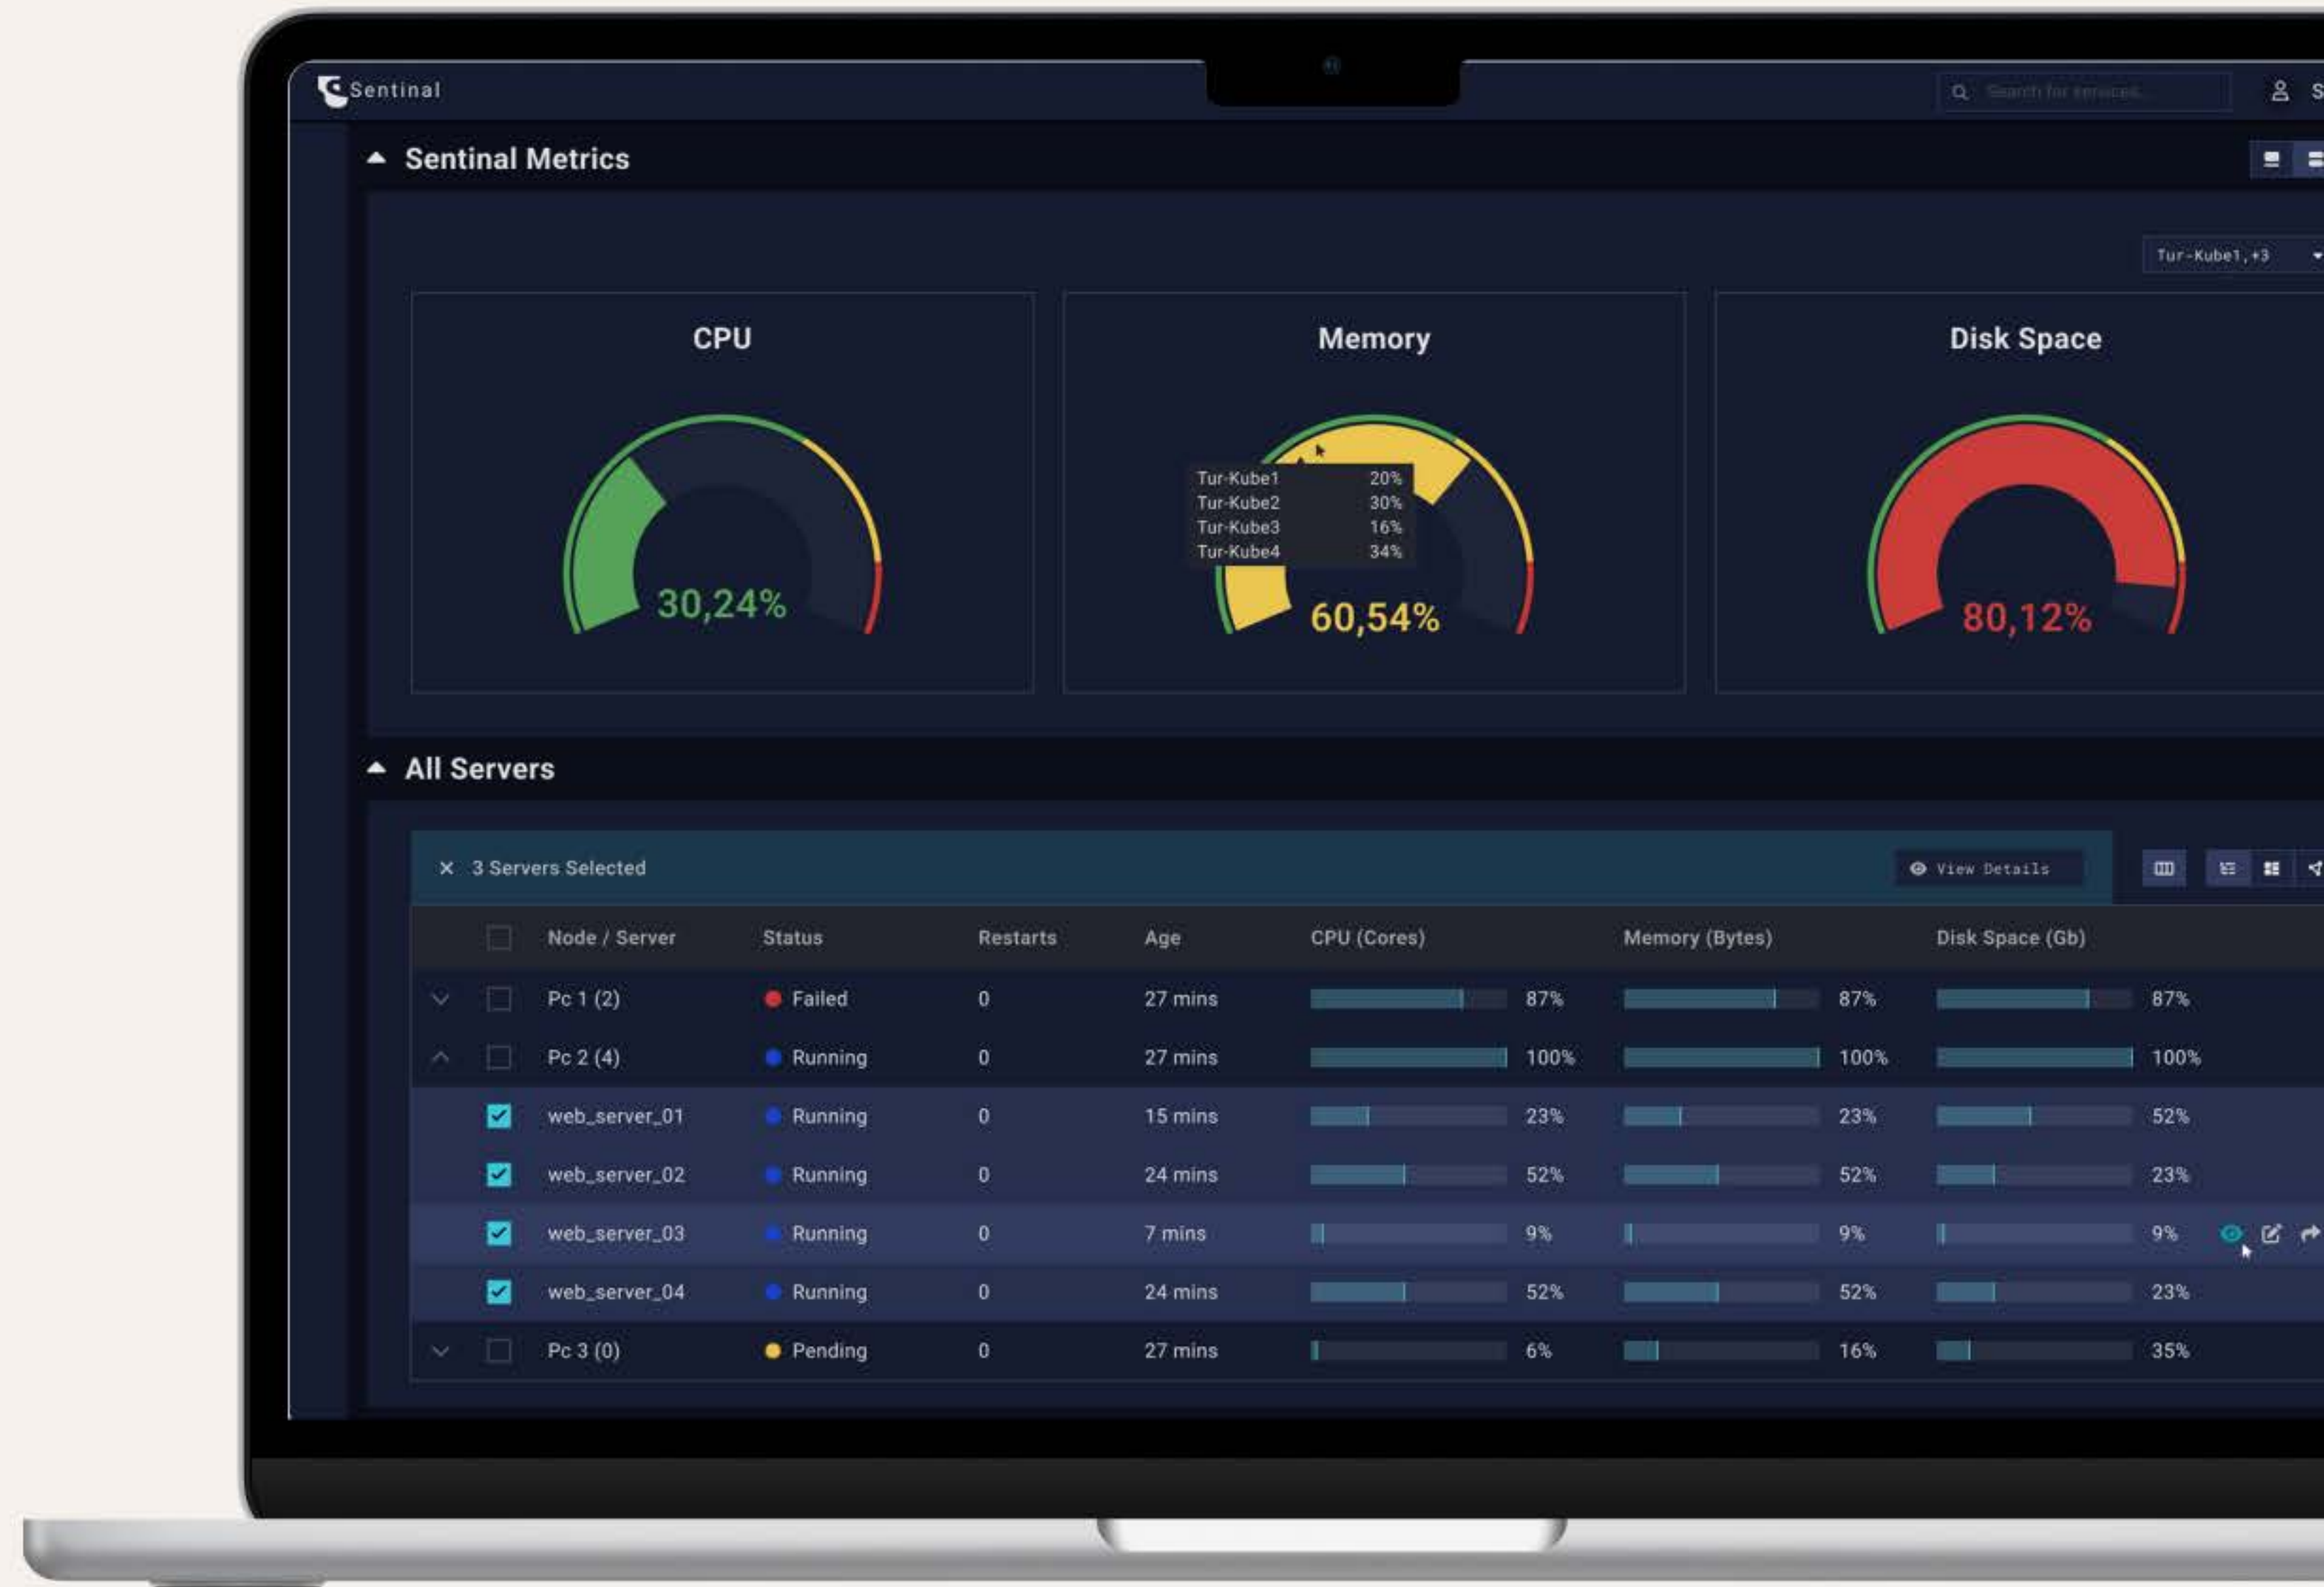 Sentinal
Search for services...
S
Sentinal Metrics
Tur-Kube1,+3
CPU
30,24%
Memory
Tur-Kube1 20%
Tur-Kube2 30%
Tur-Kube3 16%
Tur-Kube4 34%
60,54%
Disk Space
80,12%
All Servers
3 Servers Selected
View Details
Node / Server Status Restarts Age CPU (Cores) Memory (Bytes) Disk Space (Gb)
Pc 1 (2) Failed 0 27 mins 87% 87% 87%
Pc 2 (4) Running 0 27 mins 100% 100% 100%
web_server_01 Running 0 15 mins 23% 23% 52%
web_server_02 Running 0 24 mins 52% 52% 23%
web_server_03 Running 0 7 mins 9% 9% 9%
web_server_04 Running 0 24 mins 52% 52% 23%
Pc 3 (0) Pending 0 27 mins 6% 16% 35%